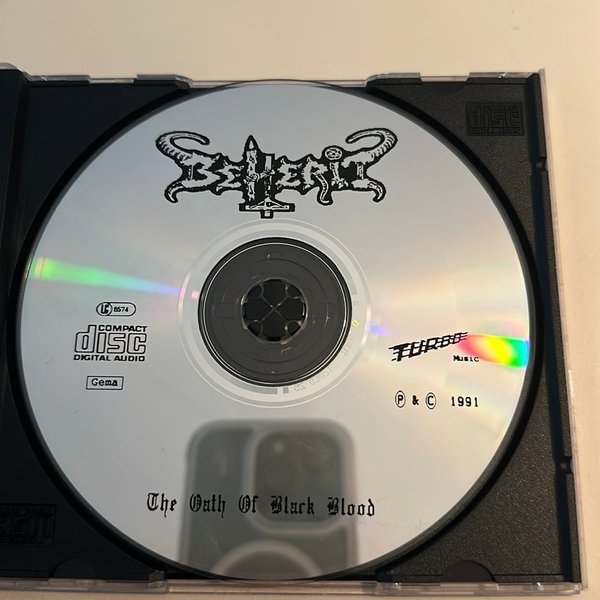 BEHERIT
LC 8574
COMPACT
disc
DIGITAL AUDIO
Gema
TURBO
Music
Ⓟ & Ⓒ 1991
The Oath Of Black Blood